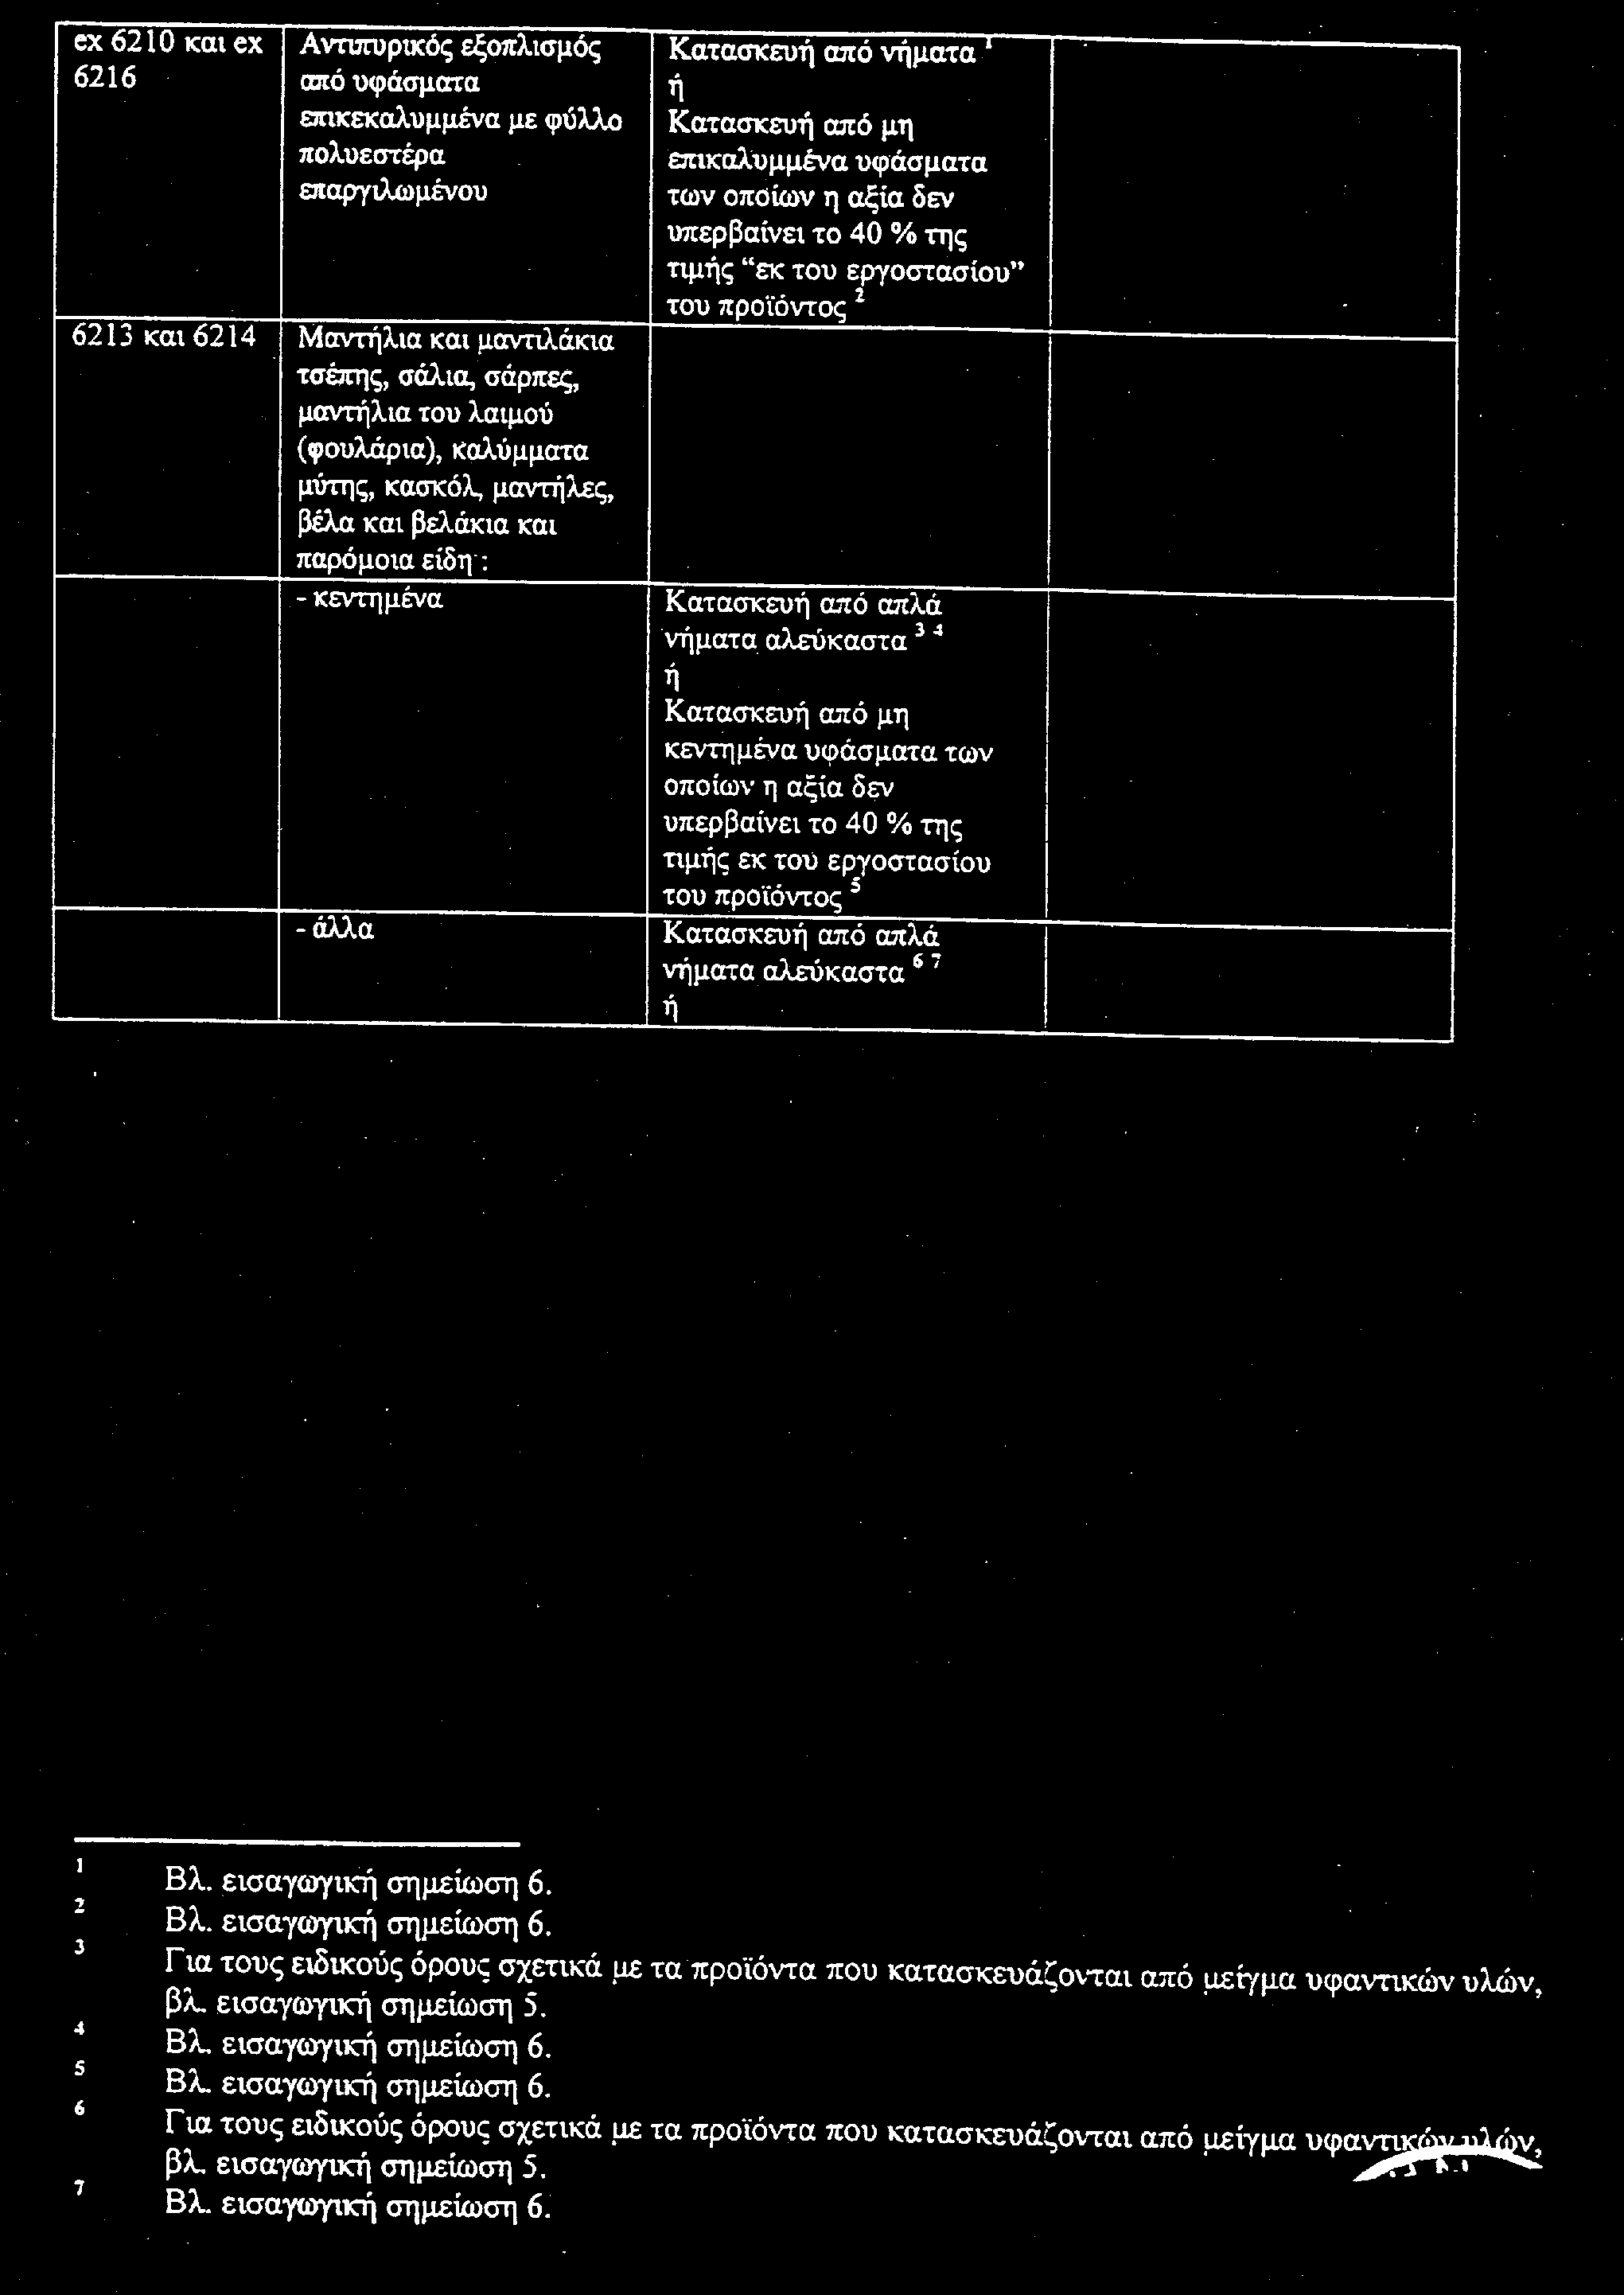 ex 6210 και ex
6216
Αντιπυρικός εξοπλισμός
από υφάσματα
επικεκαλυμμένα με φύλλο
πολυεστέρα
επαργιλωμένου
Κατασκευή από νήματα ¹
ή
Κατασκευή από μη
επικαλυμμένα υφάσματα
των οποίων η αξία δεν
υπερβαίνει το 40 % της
τιμής “εκ του εργοστασίου”
του προϊόντος ²
6213 και 6214
Μαντήλια και μαντιλάκια
τσέπης, σάλια, σάρπες,
μαντήλια του λαιμού
(φουλάρια), καλύμματα
μύτης, κασκόλ, μαντήλες,
βέλα και βελάκια και
παρόμοια είδη :
- κεντημένα
Κατασκευή από απλά
νήματα αλεύκαστα ³ ⁴
ή
Κατασκευή από μη
κεντημένα υφάσματα των
οποίων η αξία δεν
υπερβαίνει το 40 % της
τιμής εκ του εργοστασίου
του προϊόντος ⁵
- άλλα
Κατασκευή από απλά
νήματα αλεύκαστα ⁶ ⁷
ή
1 Βλ. εισαγωγική σημείωση 6.
2 Βλ. εισαγωγική σημείωση 6.
3 Για τους ειδικούς όρους σχετικά με τα προϊόντα που κατασκευάζονται από μείγμα υφαντικών υλών,
βλ. εισαγωγική σημείωση 5.
4 Βλ. εισαγωγική σημείωση 6.
5 Βλ. εισαγωγική σημείωση 6.
6 Για τους ειδικούς όρους σχετικά με τα προϊόντα που κατασκευάζονται από μείγμα υφαντικών υλών,
βλ. εισαγωγική σημείωση 5.
7 Βλ. εισαγωγική σημείωση 6.